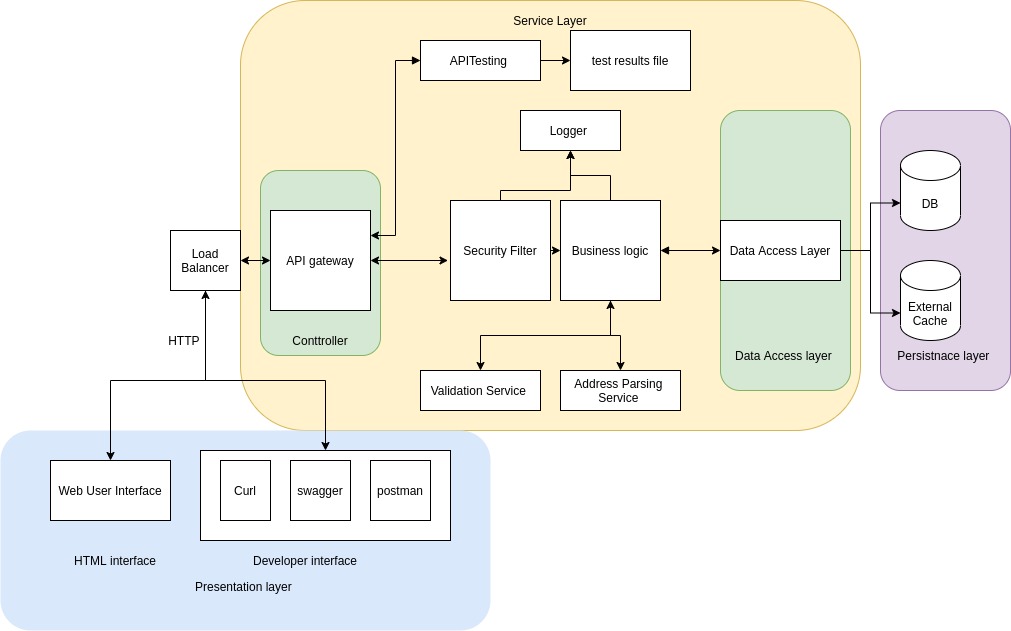 Service Layer
APITesting
test results file
Logger
Load
Balancer
API gateway
Security Filter
Business logic
Data Access Layer
DB
External
Cache
HTTP
Conttroller
Data Access layer
Persistnace layer
Validation Service
Address Parsing
Service
Web User Interface
Curl
swagger
postman
HTML interface
Developer interface
Presentation layer